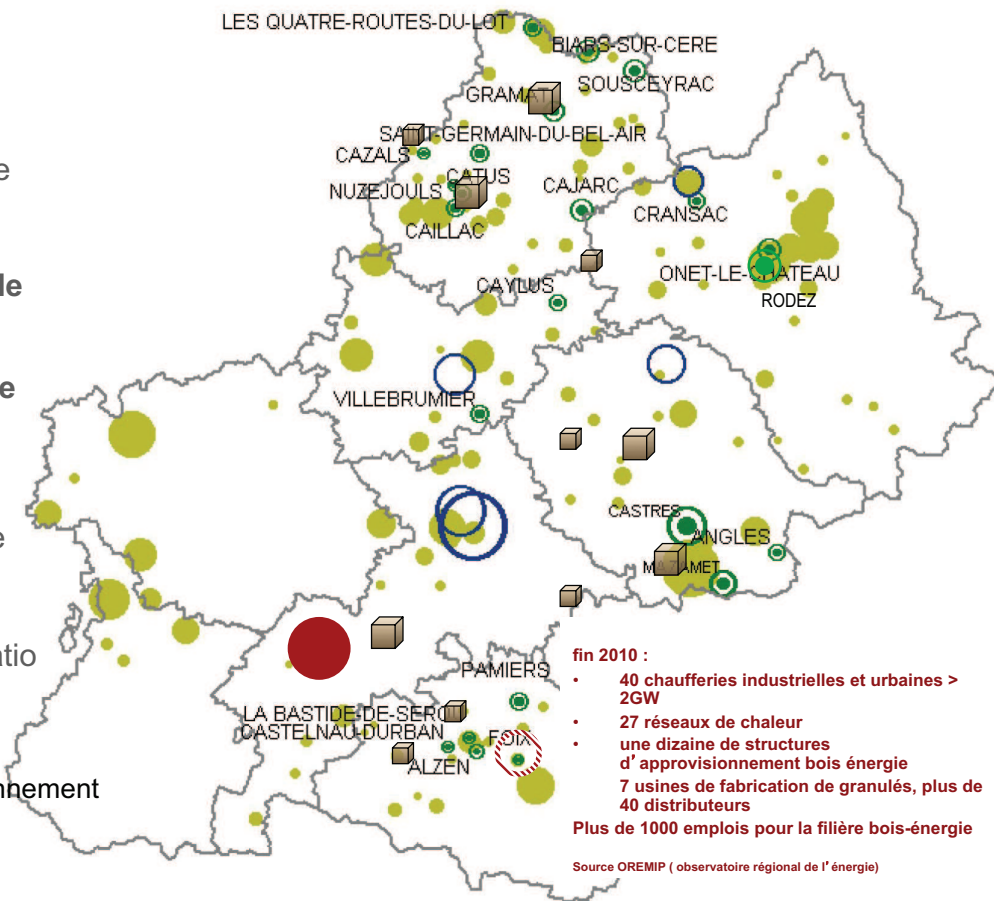 LES QUATRE-ROUTES-DU-LOT
BIARS-SUR-CERE
SOUSCEYRAC
GRAMAT
SAINT-GERMAIN-DU-BEL-AIR
CAZALS
CATUS
NUZEJOULS
CAJARC
CRANSAC
CAILLAC
ONET-LE-CHATEAU
CAYLUS
RODEZ
VILLEBRUMIER
CASTRES
ANGLES
MAZAMET
PAMIERS
LA BASTIDE-DE-SERO
CASTELNAU-DURBAN
FOIX
ALZEN
e
de
e
e
atio
nnement
fin 2010 :
• 40 chaufferies industrielles et urbaines >
2GW
• 27 réseaux de chaleur
• une dizaine de structures
d'approvisionnement bois énergie
7 usines de fabrication de granulés, plus de
40 distributeurs
Plus de 1000 emplois pour la filière bois-énergie
Source OREMIP ( observatoire régional de l'énergie)